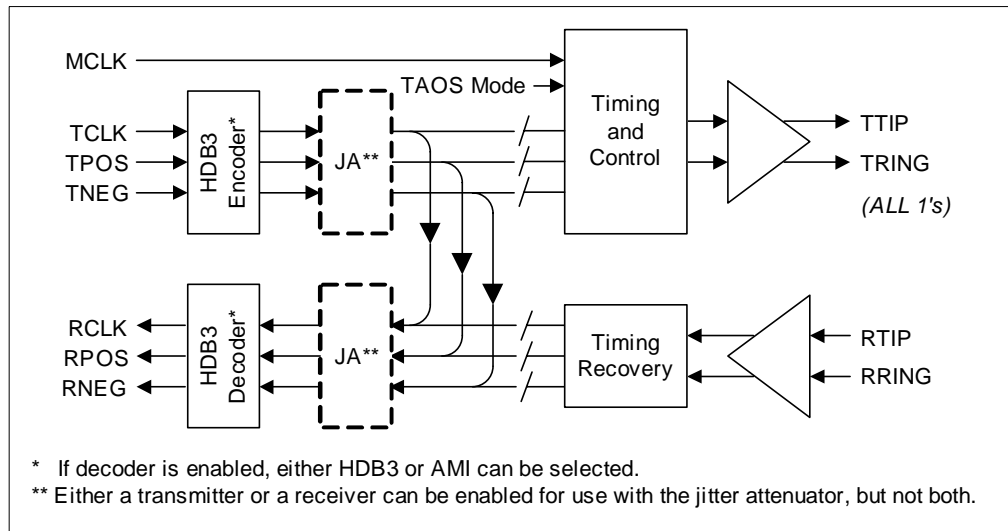 MCLK
TAOS Mode
TCLK
TPOS
TNEG
HDB3
Encoder*
JA**
Timing
and
Control
TTIP
TRING
(ALL 1's)
RCLK
RPOS
RNEG
HDB3
Decoder*
JA**
Timing
Recovery
RTIP
RRING
* If decoder is enabled, either HDB3 or AMI can be selected.
** Either a transmitter or a receiver can be enabled for use with the jitter attenuator, but not both.